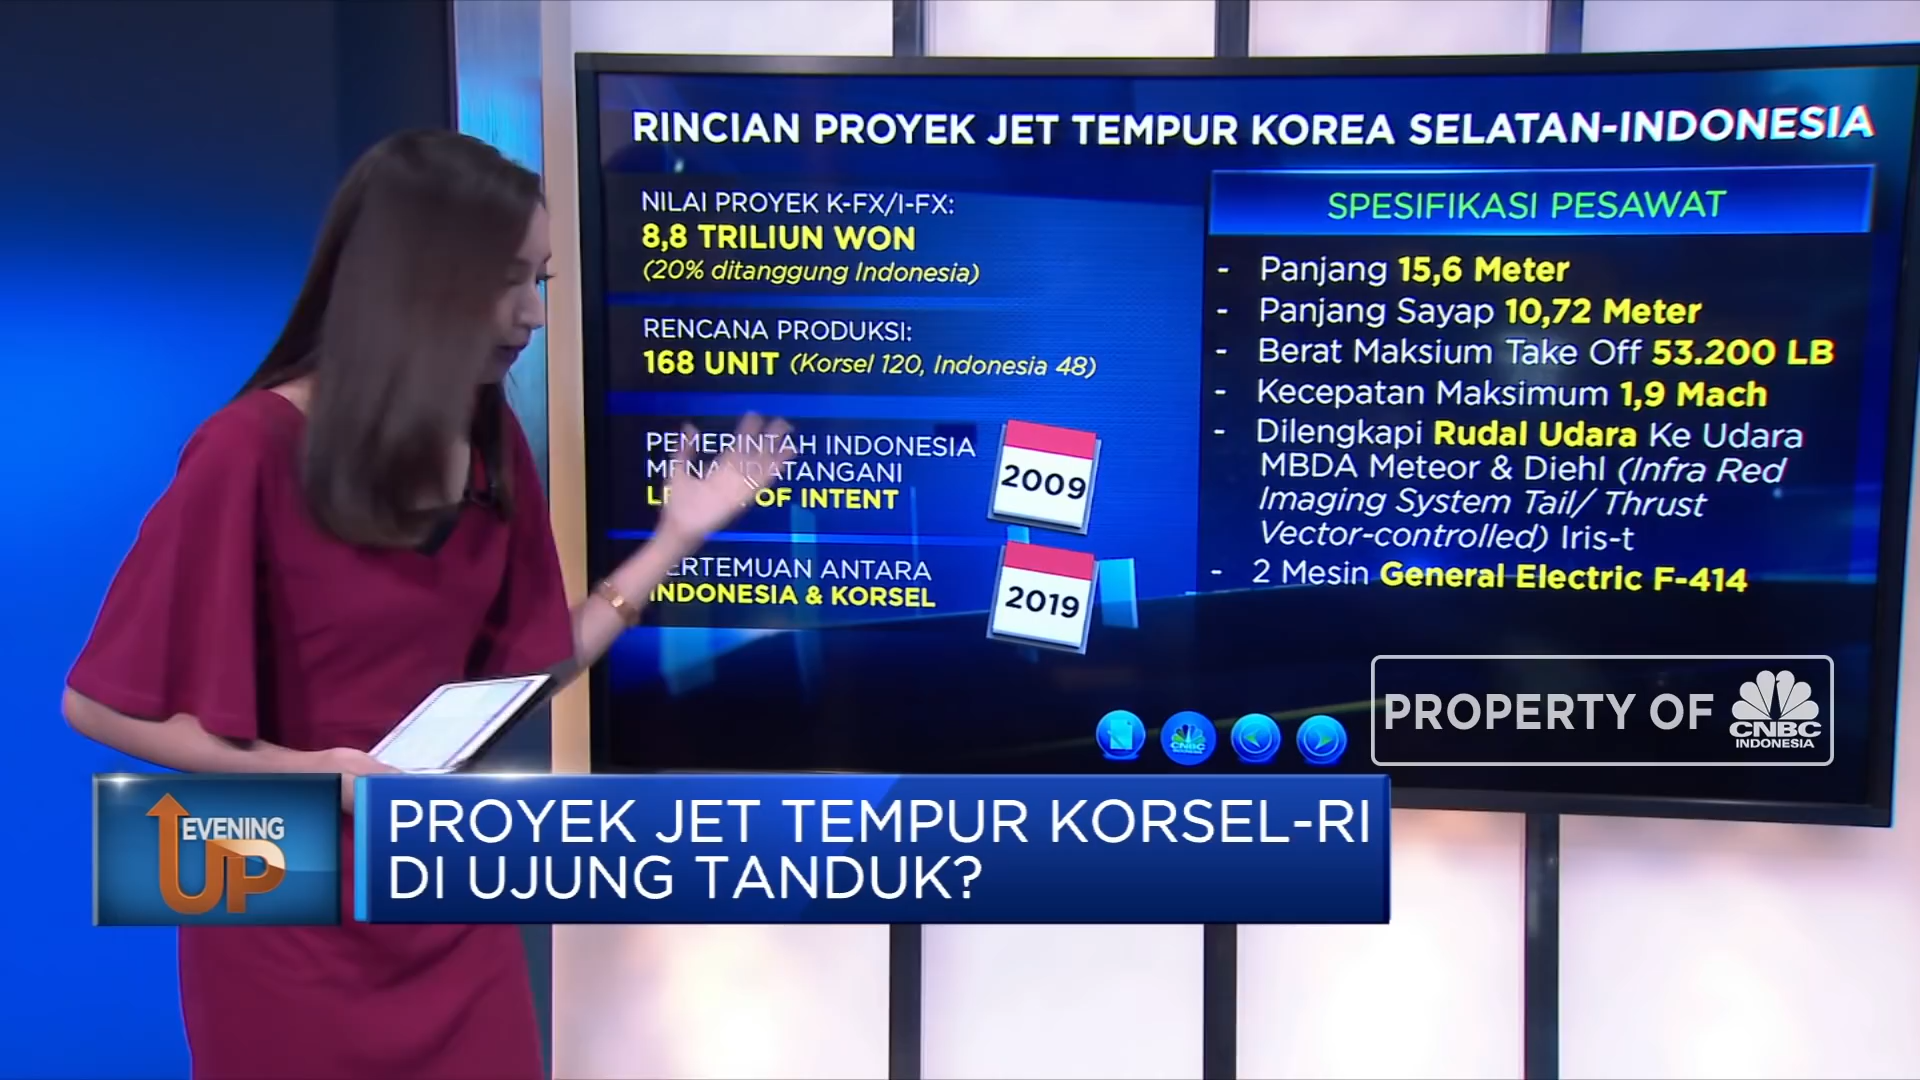 RINCIAN PROYEK JET TEMPUR KOREA SELATAN-INDONESIA
NILAI PROYEK K-FX/I-FX:
8,8 TRILIUN WON
(20% ditanggung Indonesia)
RENCANA PRODUKSI:
168 UNIT (Korsel 120, Indonesia 48)
PEMERINTAH INDONESIA
MENANDATANGANI
OF INTENT
2009
ANTARA
INDONESIA & KORSEL
2019
SPESIFIKASI PESAWAT
- Panjang 15,6 Meter
- Panjang Sayap 10,72 Meter
- Berat Maksium Take Off 53.200 LB
- Kecepatan Maksimum 1,9 Mach
- Dilengkapi Rudal Udara Ke Udara
MBDA Meteor & Diehl (Infra Red
Imaging System Tail/ Thrust
Vector-controlled) Iris-t
- 2 Mesin General Electric F-414
PROPERTY OF CNBC
INDONESIA
CNBC
EVENING
UP
PROYEK JET TEMPUR KORSEL-RI
DI UJUNG TANDUK?